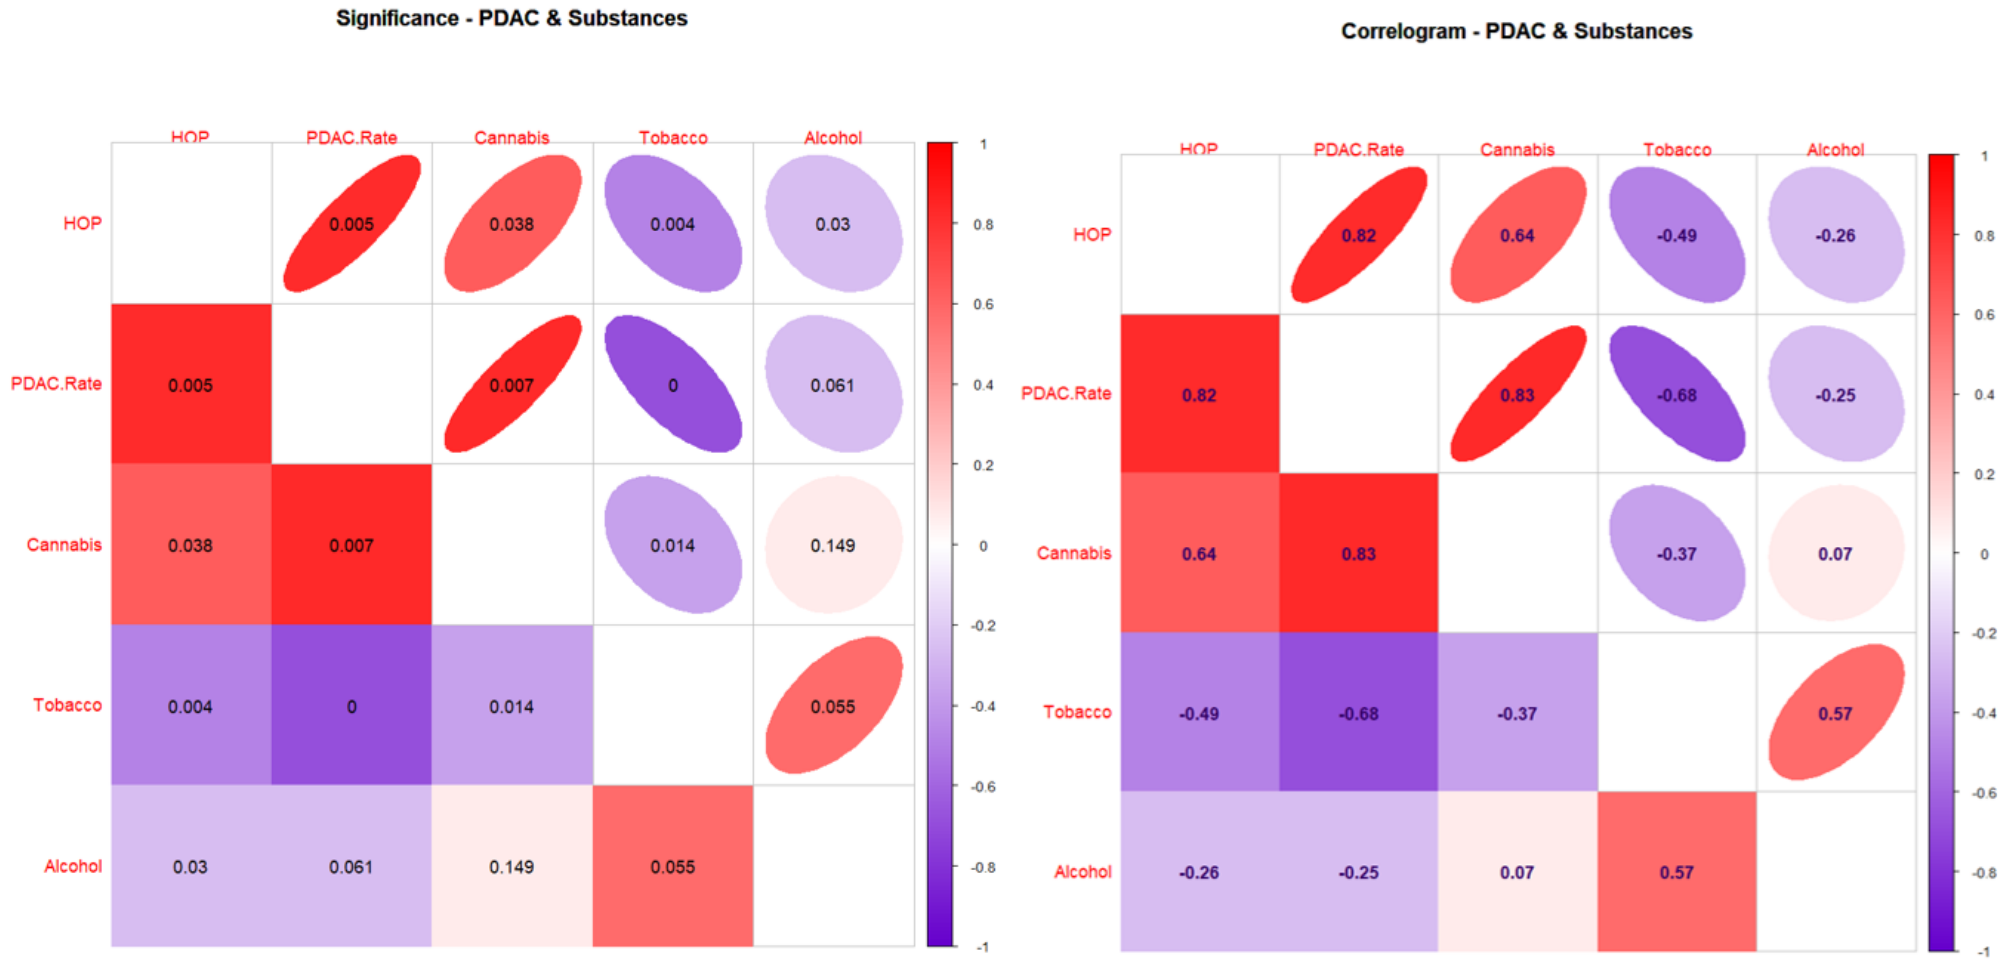 Significance - PDAC & Substances
HOP PDAC.Rate Cannabis Tobacco Alcohol
HOP 0.005 0.038 0.004 0.03
PDAC.Rate 0.005 0.007 0 0.061
Cannabis 0.038 0.007 0.014 0.149
Tobacco 0.004 0 0.014 0.055
Alcohol 0.03 0.061 0.149 0.055
1
0.8
0.6
0.4
0.2
0
-0.2
-0.4
-0.6
-0.8
-1
Correlogram - PDAC & Substances
HOP PDAC.Rate Cannabis Tobacco Alcohol
HOP 0.82 0.64 -0.49 -0.26
PDAC.Rate 0.82 0.83 -0.68 -0.25
Cannabis 0.64 0.83 -0.37 0.07
Tobacco -0.49 -0.68 -0.37 0.57
Alcohol -0.26 -0.25 0.07 0.57
1
0.8
0.6
0.4
0.2
0
-0.2
-0.4
-0.6
-0.8
-1